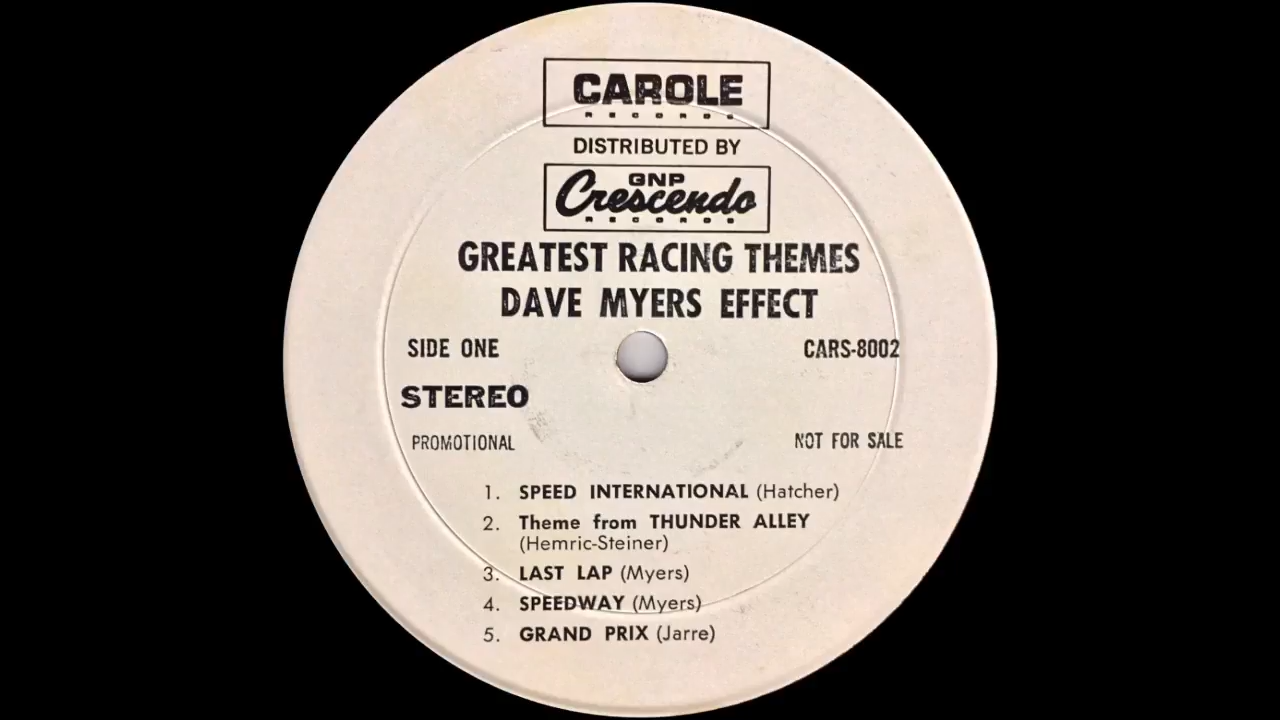 CAROLE
RECORDS
DISTRIBUTED BY
GNP
Crescendo
RECORDS
GREATEST RACING THEMES
DAVE MYERS EFFECT
SIDE ONE
CARS-8002
STEREO
PROMOTIONAL
NOT FOR SALE
1. SPEED INTERNATIONAL (Hatcher)
2. Theme from THUNDER ALLEY
(Hemric-Steiner)
3. LAST LAP (Myers)
4. SPEEDWAY (Myers)
5. GRAND PRIX (Jarre)